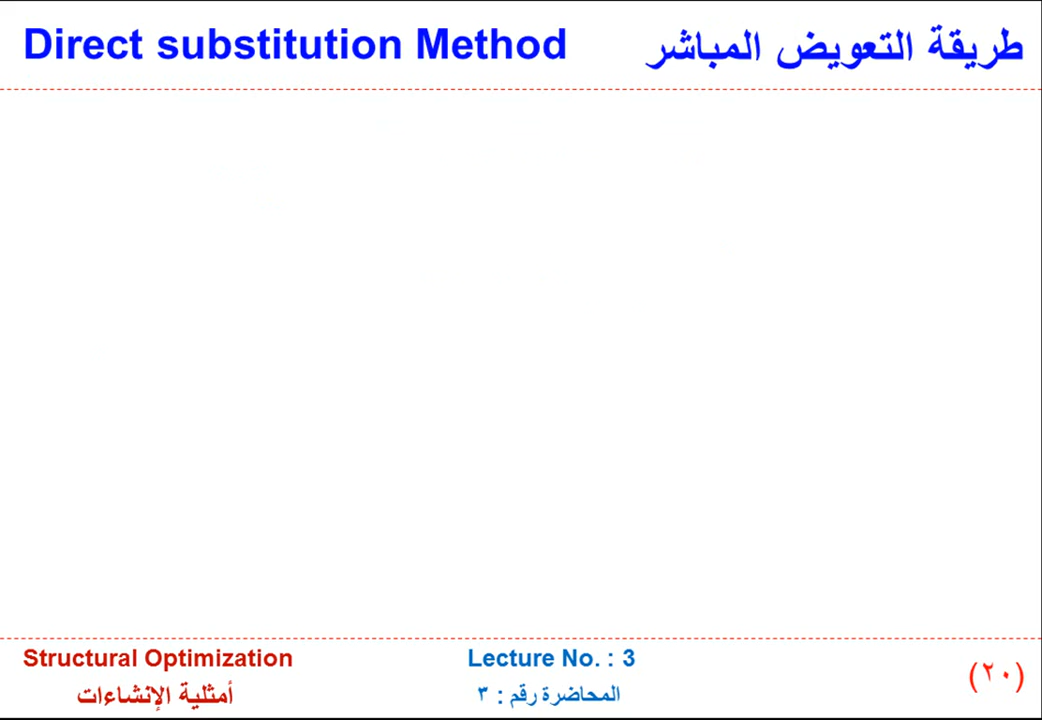 Direct substitution Method
طريقة التعويض المباشر
Structural Optimization
أمثلية الإنشاءات
Lecture No. : 3
المحاضرة رقم : ٣
(٢٠)